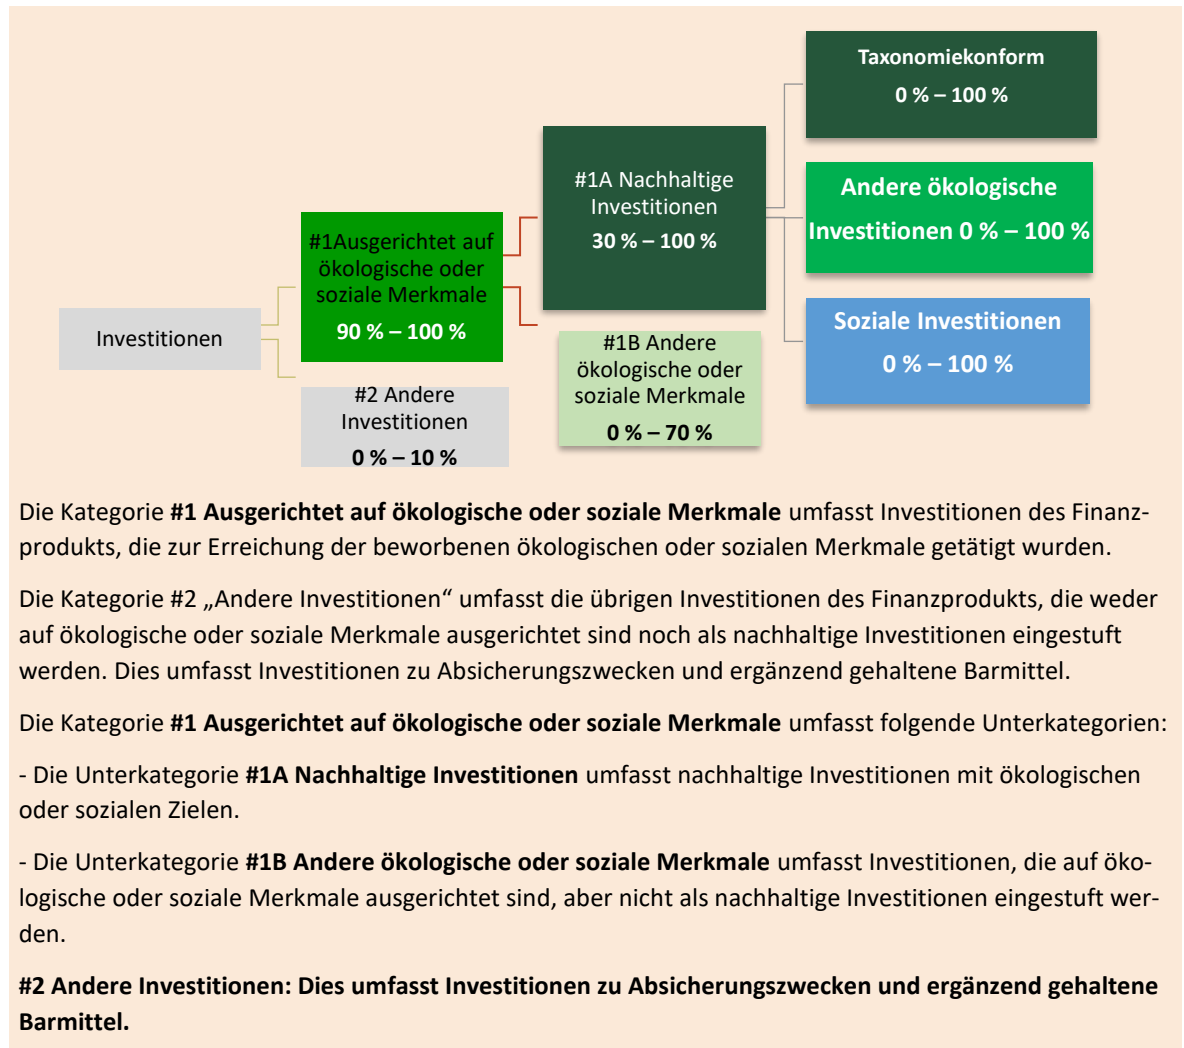 Investitionen
#1Ausgerichtet auf
ökologische oder
soziale Merkmale
90 % – 100 %
#2 Andere
Investitionen
0 % – 10 %
#1A Nachhaltige
Investitionen
30 % – 100 %
#1B Andere
ökologische oder
soziale Merkmale
0 % – 70 %
Taxonomiekonform
0 % – 100 %
Andere ökologische
Investitionen 0 % – 100 %
Soziale Investitionen
0 % – 100 %
Die Kategorie #1 Ausgerichtet auf ökologische oder soziale Merkmale umfasst Investitionen des Finanz-
produkts, die zur Erreichung der beworbenen ökologischen oder sozialen Merkmale getätigt wurden.
Die Kategorie #2 „Andere Investitionen“ umfasst die übrigen Investitionen des Finanzprodukts, die weder
auf ökologische oder soziale Merkmale ausgerichtet sind noch als nachhaltige Investitionen eingestuft
werden. Dies umfasst Investitionen zu Absicherungszwecken und ergänzend gehaltene Barmittel.
Die Kategorie #1 Ausgerichtet auf ökologische oder soziale Merkmale umfasst folgende Unterkategorien:
- Die Unterkategorie #1A Nachhaltige Investitionen umfasst nachhaltige Investitionen mit ökologischen
oder sozialen Zielen.
- Die Unterkategorie #1B Andere ökologische oder soziale Merkmale umfasst Investitionen, die auf öko-
logische oder soziale Merkmale ausgerichtet sind, aber nicht als nachhaltige Investitionen eingestuft wer-
den.
#2 Andere Investitionen: Dies umfasst Investitionen zu Absicherungszwecken und ergänzend gehaltene
Barmittel.